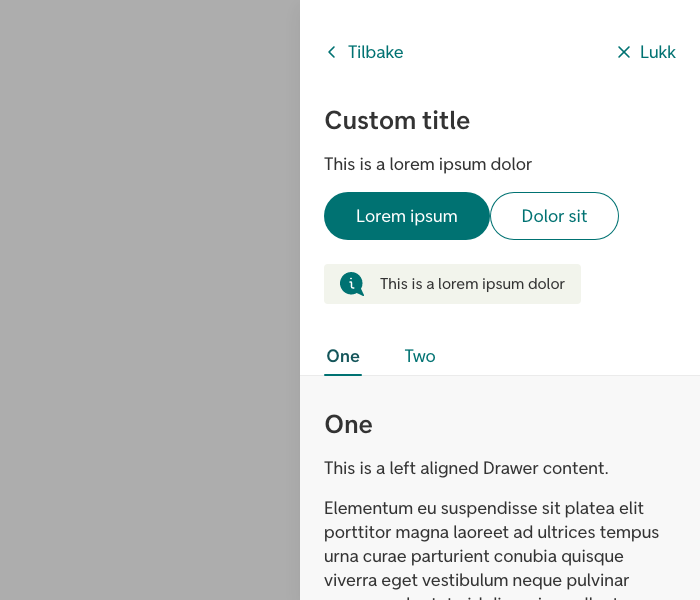 Tilbake
Lukk
Custom title
This is a lorem ipsum dolor
Lorem ipsum
Dolor sit
This is a lorem ipsum dolor
One
Two
One
This is a left aligned Drawer content.
Elementum eu suspendisse sit platea elit
porttitor magna laoreet ad ultrices tempus
urna curae parturient conubia quisque
viverra eget vestibulum neque pulvinar